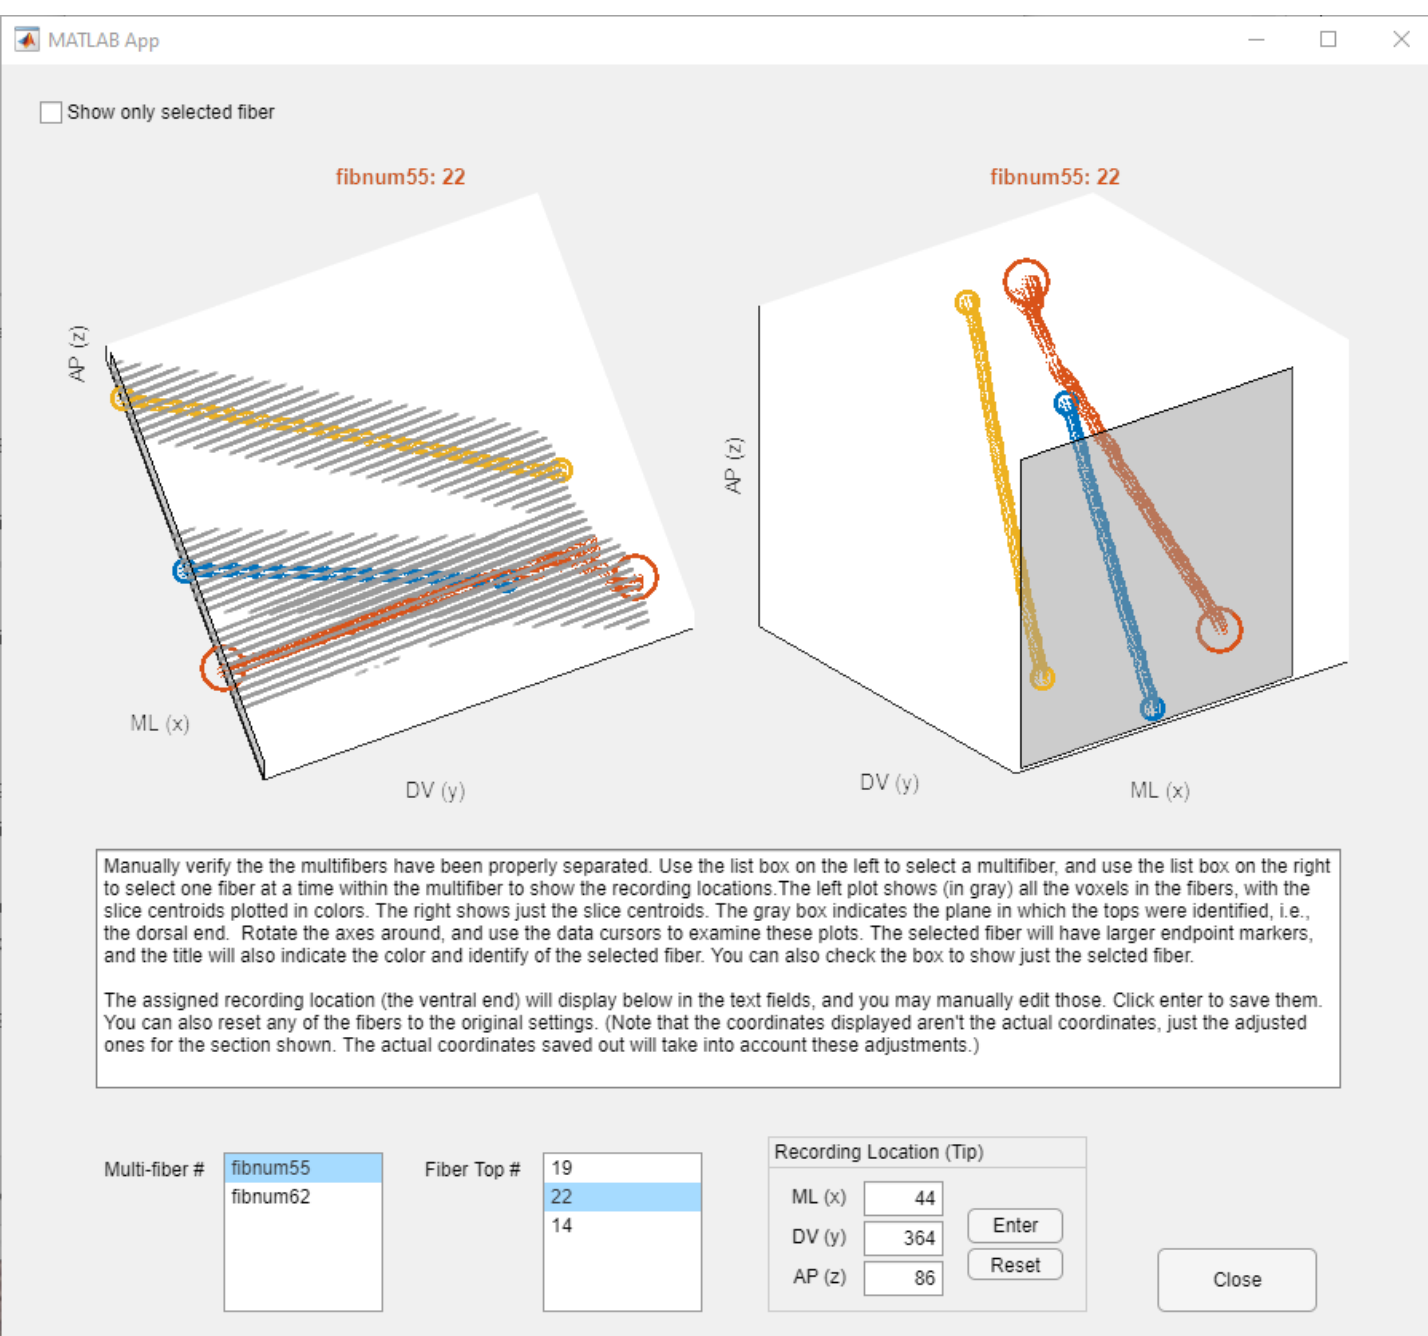 MATLAB App
Show only selected fiber
fibnum55: 22
fibnum55: 22
AP (z)
ML (x)
DV (y)
AP (z)
DV (y)
ML (x)
Manually verify the the multifibers have been properly separated. Use the list box on the left to select a multifiber, and use the list box on the right
to select one fiber at a time within the multifiber to show the recording locations.The left plot shows (in gray) all the voxels in the fibers, with the
slice centroids plotted in colors. The right shows just the slice centroids. The gray box indicates the plane in which the tops were identified, i.e.,
the dorsal end.  Rotate the axes around, and use the data cursors to examine these plots. The selected fiber will have larger endpoint markers,
and the title will also indicate the color and identify of the selected fiber. You can also check the box to show just the selcted fiber.
The assigned recording location (the ventral end) will display below in the text fields, and you may manually edit those. Click enter to save them.
You can also reset any of the fibers to the original settings. (Note that the coordinates displayed aren't the actual coordinates, just the adjusted
ones for the section shown. The actual coordinates saved out will take into account these adjustments.)
Multi-fiber #
fibnum55
fibnum62
Fiber Top #
19
22
14
Recording Location (Tip)
ML (x) 44
DV (y) 364
AP (z) 86
Enter
Reset
Close